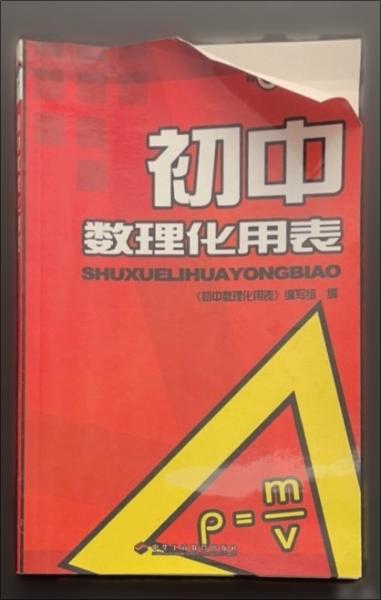 初中
数理化用表
SHUXUELIHUAYONGBIAO
《初中数理化用表》编写组 编
ρ = m/v